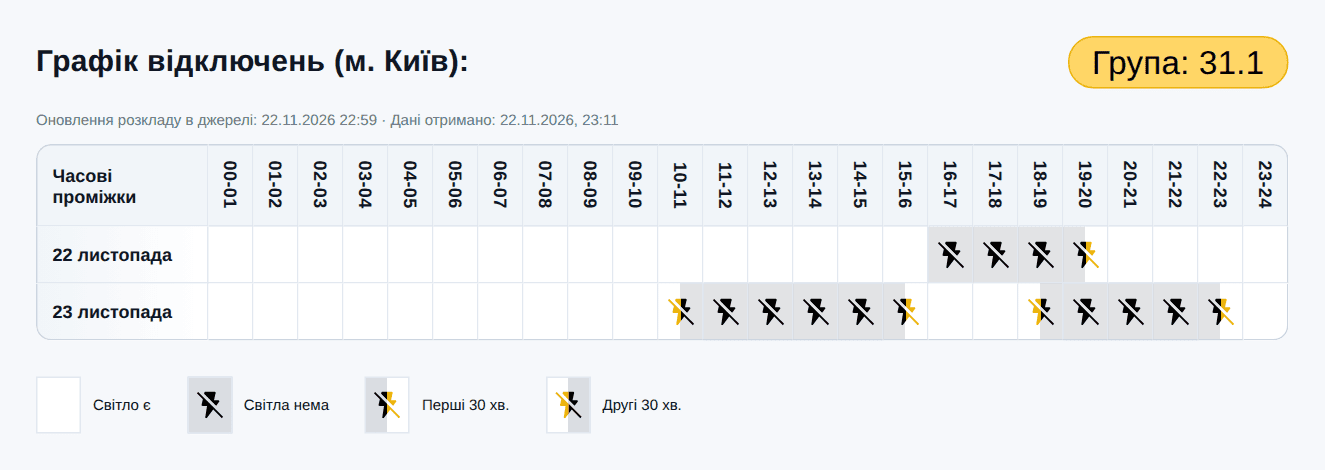 Графік відключень (м. Київ):
Група: 31.1
Оновлення розкладу в джерелі: 22.11.2026 22:59 · Дані отримано: 22.11.2026, 23:11
Часові
проміжки
00-01
01-02
02-03
03-04
04-05
05-06
06-07
07-08
08-09
09-10
10-11
11-12
12-13
13-14
14-15
15-16
16-17
17-18
18-19
19-20
20-21
21-22
22-23
23-24
22 листопада
23 листопада
Світло є
Світла нема
Перші 30 хв.
Другі 30 хв.